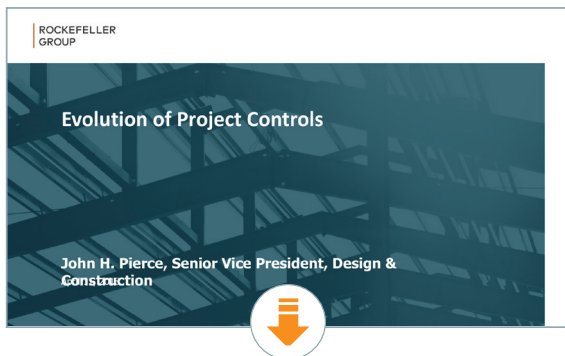 ROCKEFELLER
GROUP
Evolution of Project Controls
John H. Pierce, Senior Vice President, Design &
Construction